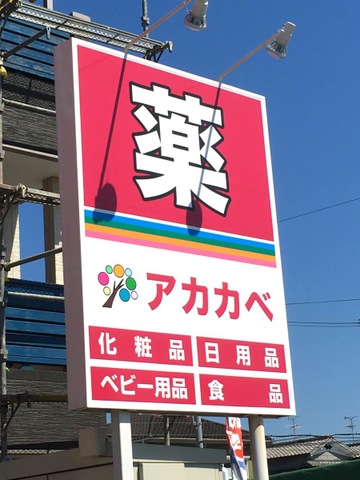 薬
アカカベ
化粧品 日用品
ベビー用品 食品